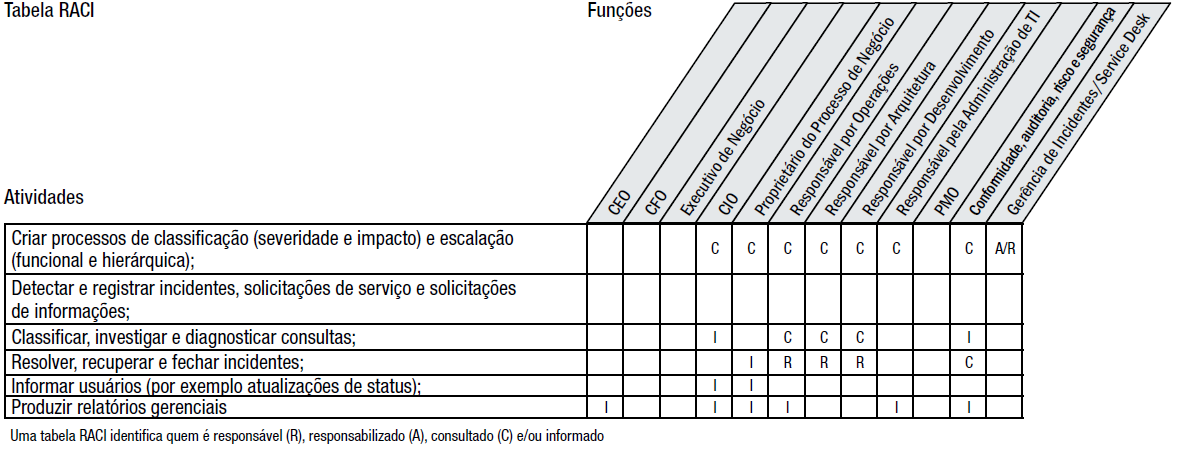 Tabela RACI
Funções
CEO
CFO
Executivo de Negócio
CIO
Proprietário do Processo de Negócio
Responsável por Operações
Responsável por Arquitetura
Responsável por Desenvolvimento
Responsável pela Administração de TI
PMO
Conformidade, auditoria, risco e segurança
Gerência de Incidentes/Service Desk
Atividades
Criar processos de classificação (severidade e impacto) e escalação C C C C C C C A/R
(funcional e hierárquica);
Detectar e registrar incidentes, solicitações de serviço e solicitações
de informações;
Classificar, investigar e diagnosticar consultas; I C C C I
Resolver, recuperar e fechar incidentes; I R R R C
Informar usuários (por exemplo atualizações de status); I I
Produzir relatórios gerenciais I I I I I I
Uma tabela RACI identifica quem é responsável (R), responsabilizado (A), consultado (C) e/ou informado